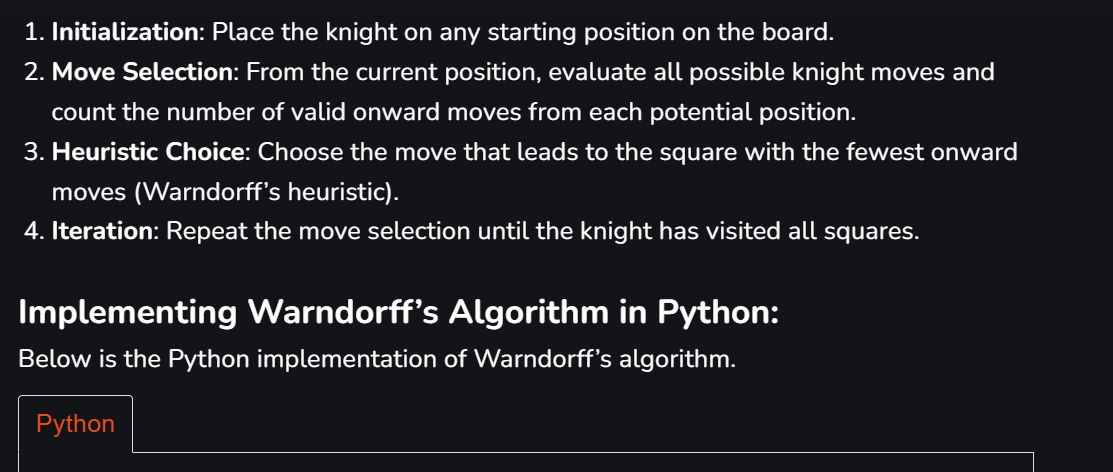 1. Initialization: Place the knight on any starting position on the board.
2. Move Selection: From the current position, evaluate all possible knight moves and
count the number of valid onward moves from each potential position.
3. Heuristic Choice: Choose the move that leads to the square with the fewest onward
moves (Warndorff’s heuristic).
4. Iteration: Repeat the move selection until the knight has visited all squares.
Implementing Warndorff’s Algorithm in Python:
Below is the Python implementation of Warndorff’s algorithm.
Python